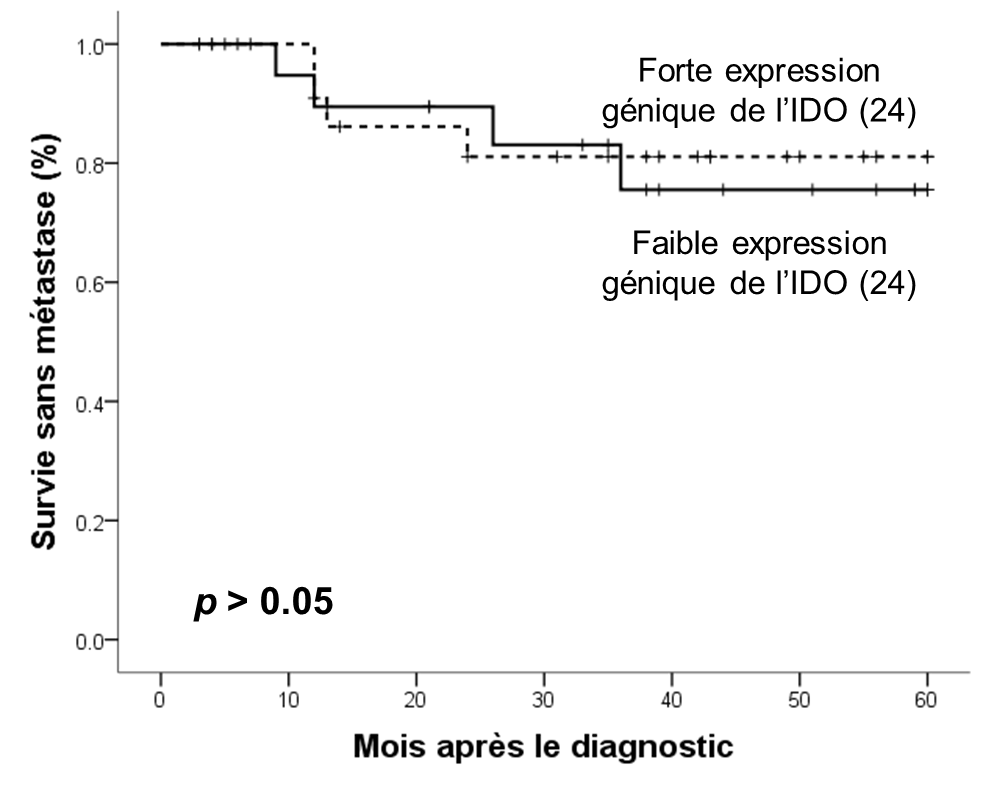 Survie sans métastase (%)
1.0
0.8
0.6
0.4
0.2
0.0
Forte expression
génique de l’IDO (24)
Faible expression
génique de l’IDO (24)
p > 0.05
0 10 20 30 40 50 60
Mois après le diagnostic